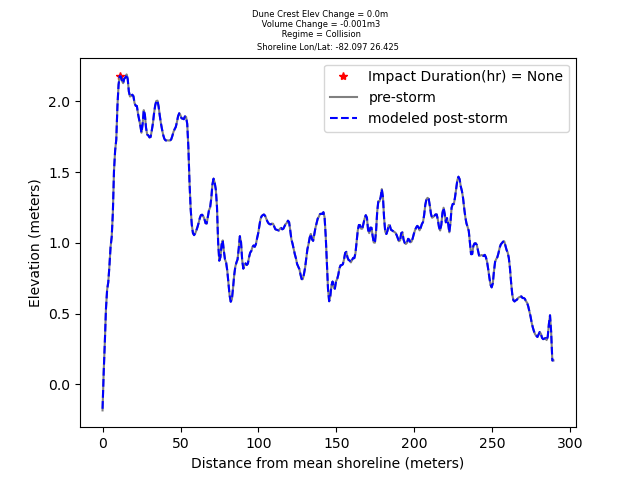 Dune Crest Elev Change = 0.0m
Volume Change = -0.001m3
Regime = Collision
Shoreline Lon/Lat: -82.097 26.425
Impact Duration(hr) = None
pre-storm
modeled post-storm
Elevation (meters)
2.0
1.5
1.0
0.5
0.0
0 50 100 150 200 250 300
Distance from mean shoreline (meters)